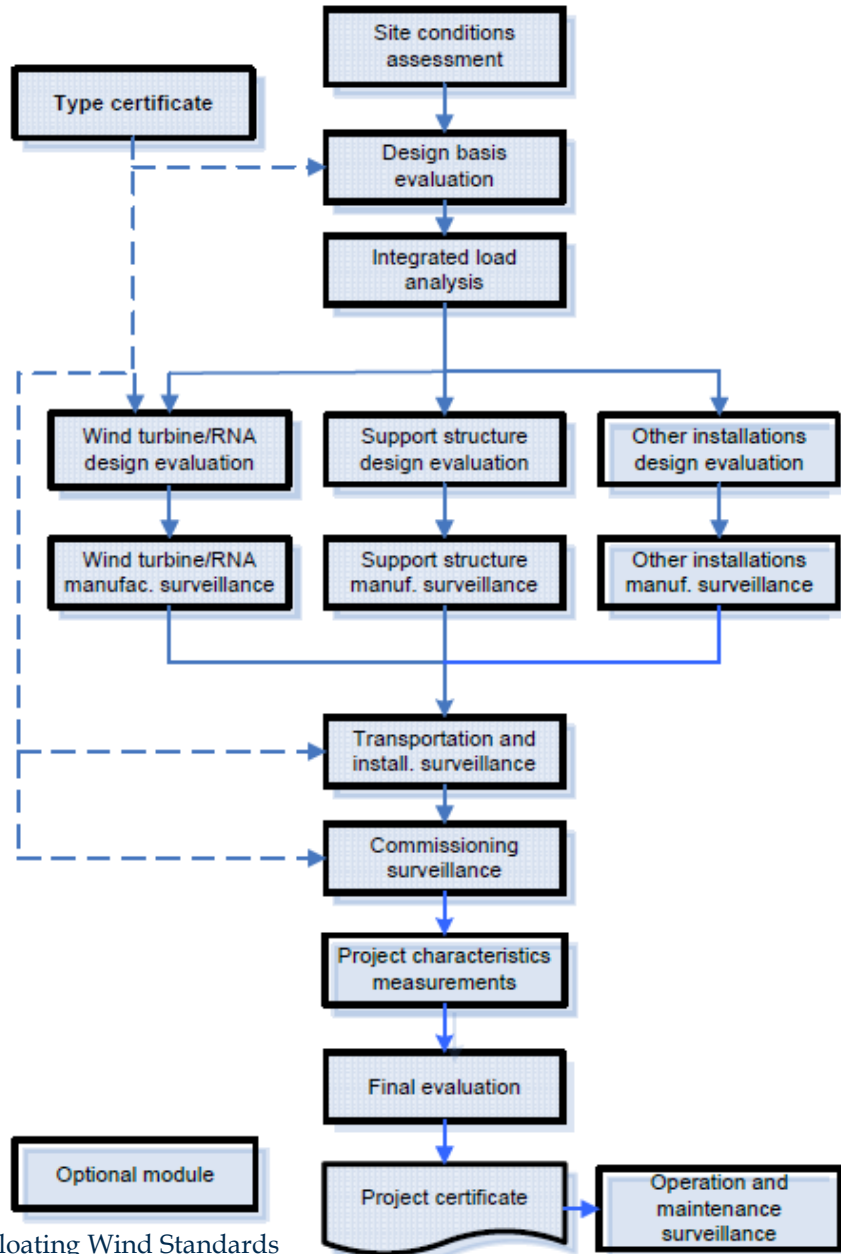 Site conditions
assessment
Type certificate
Design basis
evaluation
Integrated load
analysis
Wind turbine/RNA
design evaluation
Support structure
design evaluation
Other installations
design evaluation
Wind turbine/RNA
manufac. surveillance
Support structure
manuf. surveillance
Other installations
manuf. surveillance
Transportation and
install. surveillance
Commissioning
surveillance
Project characteristics
measurements
Final evaluation
Optional module
Project certificate
Operation and
maintenance
surveillance
loating Wind Standards